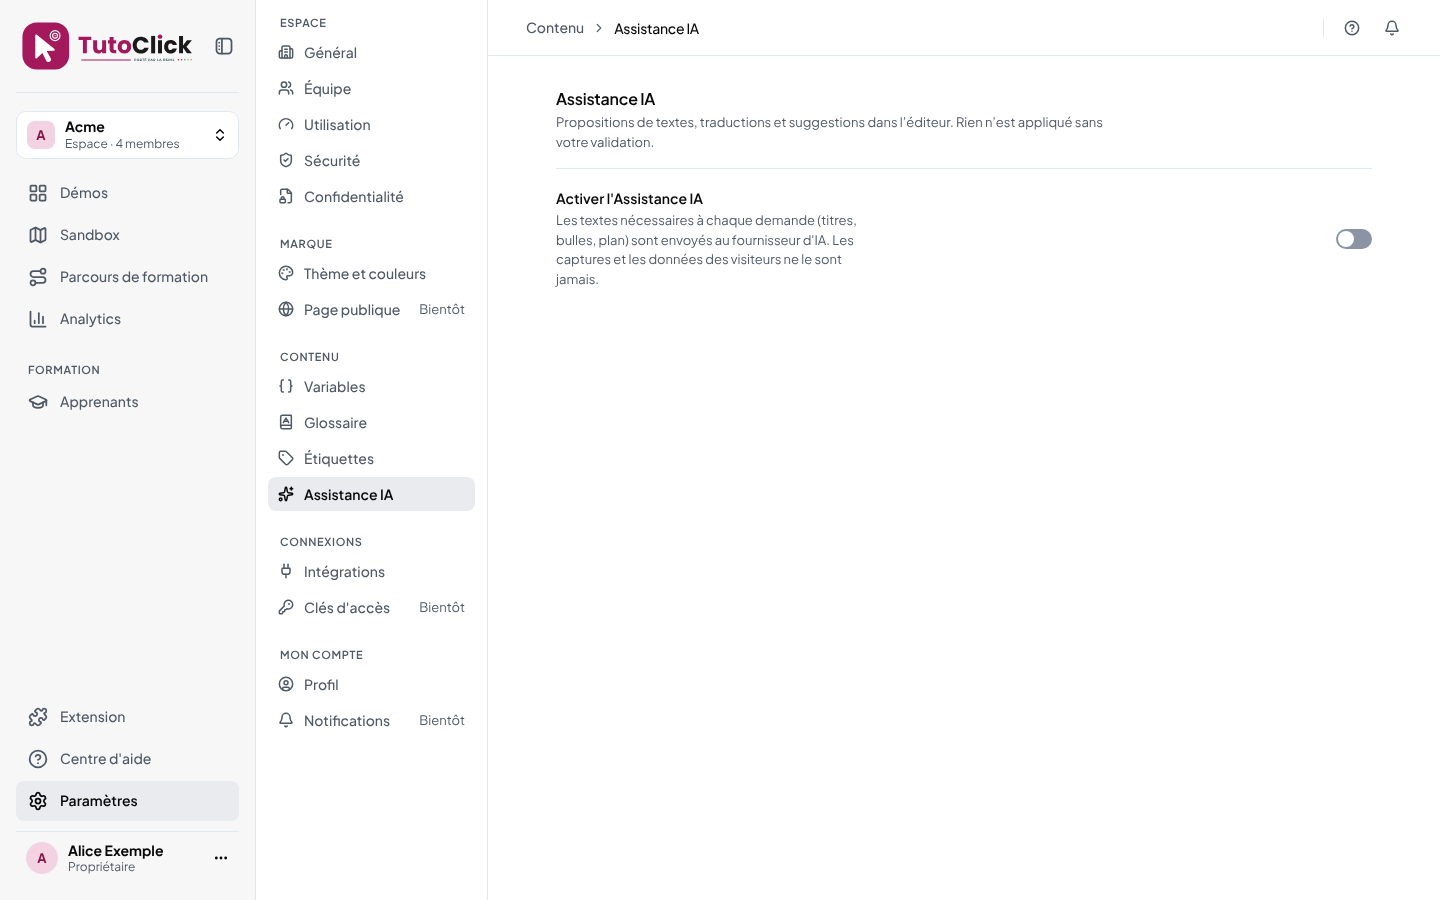 TutoClick
Acme
Espace · 4 membres
Démos
Sandbox
Parcours de formation
Analytics
FORMATION
Apprenants
Extension
Centre d'aide
Paramètres
Alice Exemple
Propriétaire
ESPACE
Général
Équipe
Utilisation
Sécurité
Confidentialité
MARQUE
Thème et couleurs
Page publique Bientôt
CONTENU
Variables
Glossaire
Étiquettes
Assistance IA
CONNEXIONS
Intégrations
Clés d'accès Bientôt
MON COMPTE
Profil
Notifications Bientôt
Contenu > Assistance IA
Assistance IA
Propositions de textes, traductions et suggestions dans l'éditeur. Rien n'est appliqué sans
votre validation.
Activer l'Assistance IA
Les textes nécessaires à chaque demande (titres,
bulles, plan) sont envoyés au fournisseur d'IA. Les
captures et les données des visiteurs ne le sont
jamais.
A
A